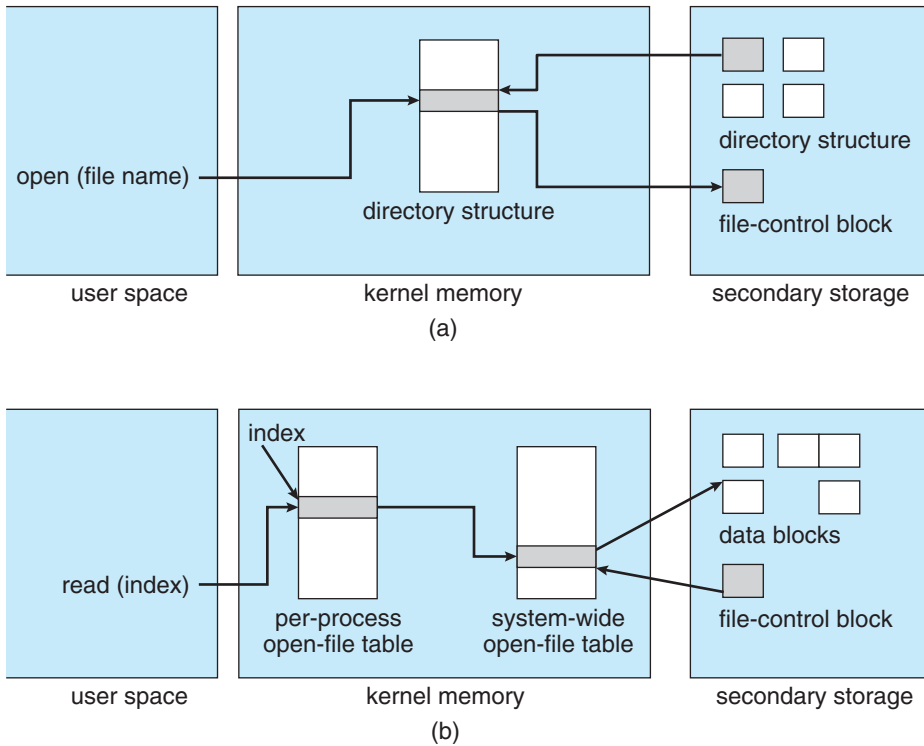 open (file name)
directory structure
directory structure
file-control block
user space
kernel memory
secondary storage
(a)
index
read (index)
per-process
open-file table
system-wide
open-file table
data blocks
file-control block
user space
kernel memory
secondary storage
(b)